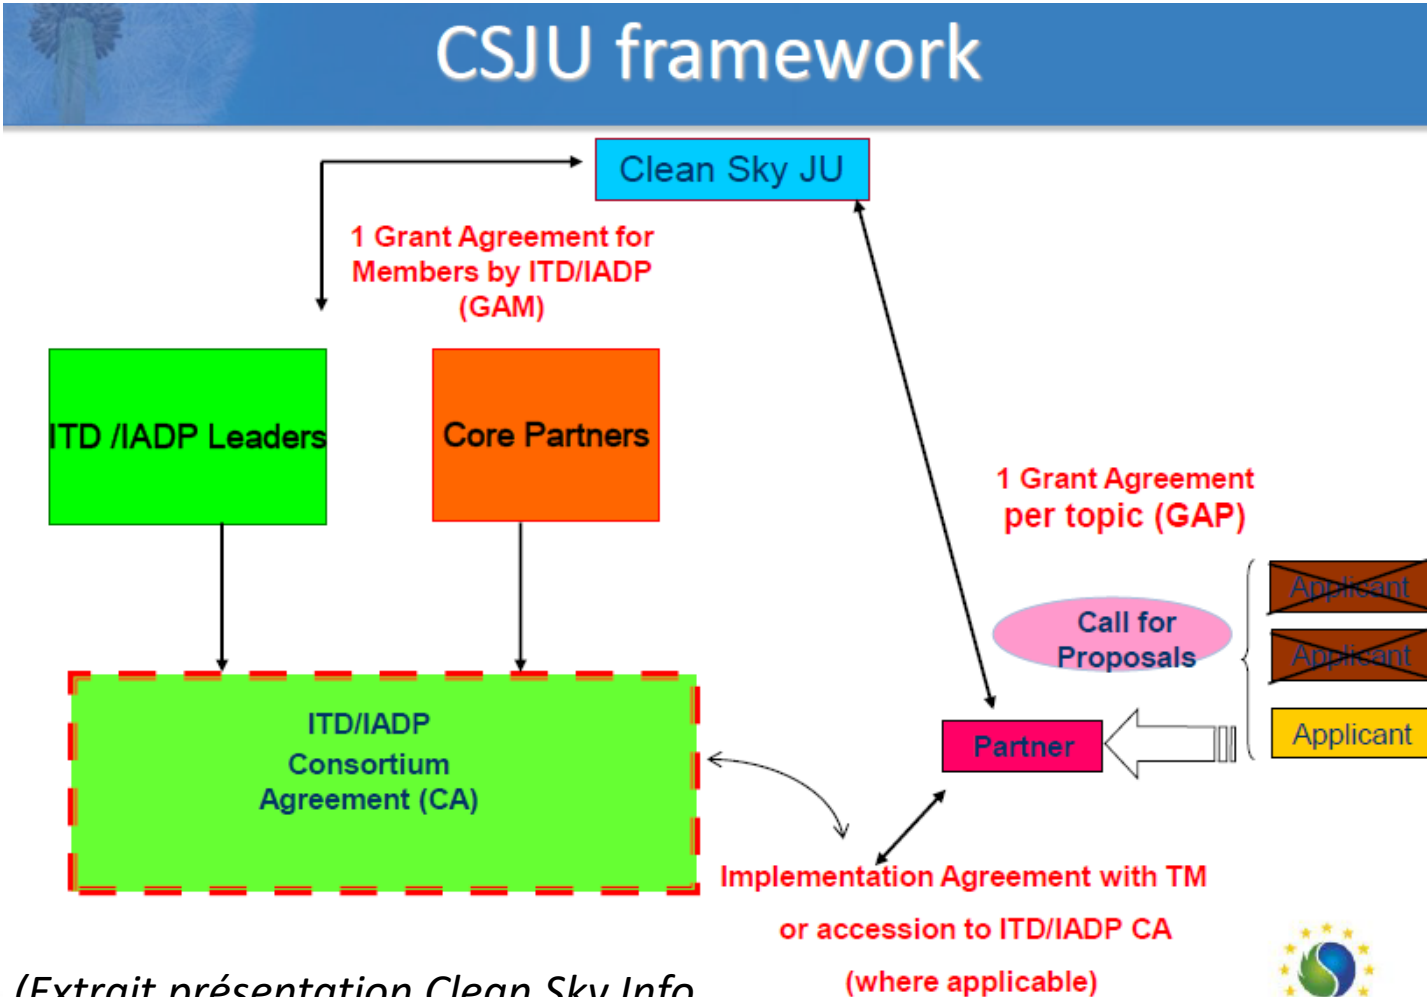 CSJU framework
Clean Sky JU
1 Grant Agreement for
Members by ITD/IADP
(GAM)
ITD /IADP Leaders
Core Partners
1 Grant Agreement
per topic (GAP)
Applicant
Call for
Proposals
Applicant
Applicant
Partner
ITD/IADP
Consortium
Agreement (CA)
Implementation Agreement with TM
or accession to ITD/IADP CA
(where applicable)
(Extrait présentation Clean Sky Info